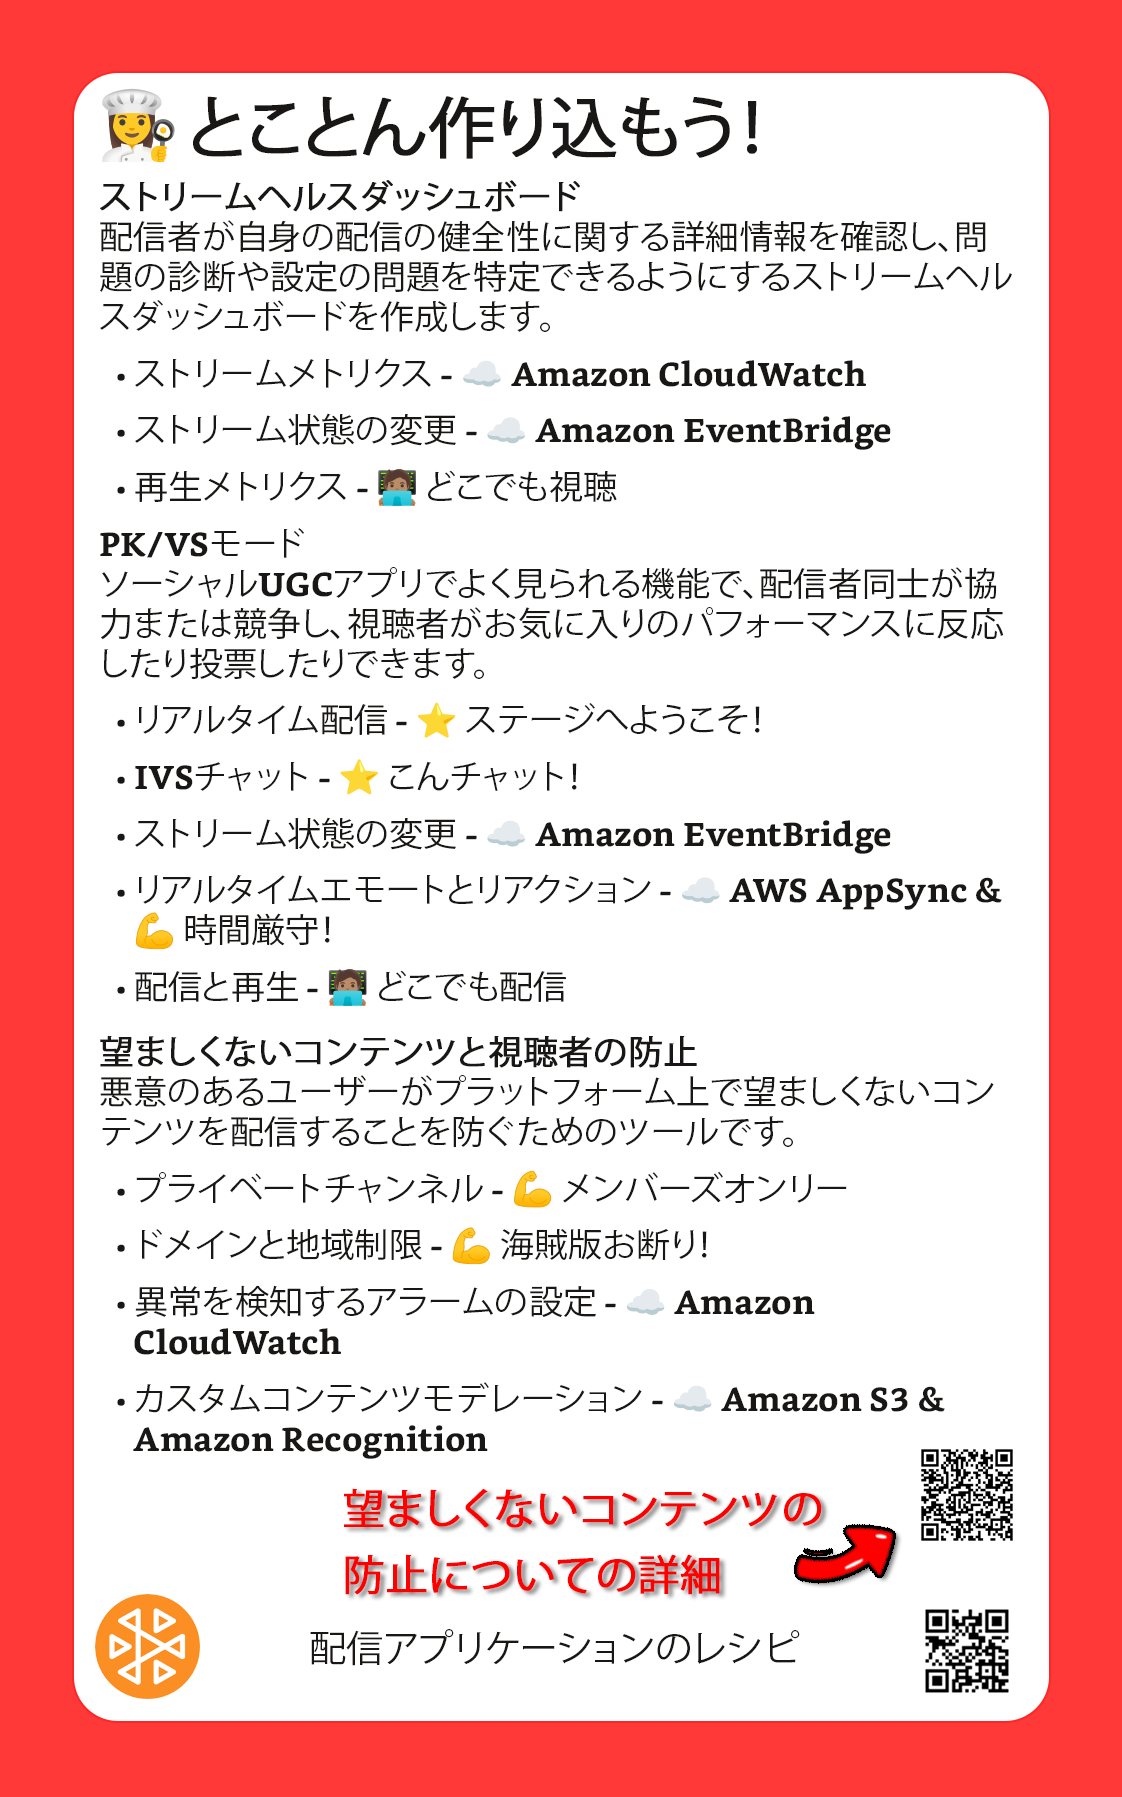 👩‍🍳 とことん作り込もう!
ストリームヘルスダッシュボード
配信者が自身の配信の健全性に関する詳細情報を確認し、問
題の診断や設定の問題を特定できるようにするストリームヘル
スダッシュボードを作成します。
• ストリームメトリクス - ☁️ Amazon CloudWatch
• ストリーム状態の変更 - ☁️ Amazon EventBridge
• 再生メトリクス - 🧑🏽‍💻 どこでも視聴
PK/VSモード
ソーシャルUGCアプリでよく見られる機能で、配信者同士が協
力または競争し、視聴者がお気に入りのパフォーマンスに反応
したり投票したりできます。
• リアルタイム配信 - ⭐ ステージへようこそ!
• IVSチャット - ⭐ こんチャット!
• ストリーム状態の変更 - ☁️ Amazon EventBridge
• リアルタイムエモートとリアクション - ☁️ AWS AppSync &
💪 時間厳守!
• 配信と再生 - 🧑🏽‍💻 どこでも配信
望ましくないコンテンツと視聴者の防止
悪意のあるユーザーがプラットフォーム上で望ましくないコン
テンツを配信することを防ぐためのツールです。
• プライベートチャンネル - 💪 メンバーズオンリー
• ドメインと地域制限 - 💪 海賊版お断り!
• 異常を検知するアラームの設定 - ☁️ Amazon
CloudWatch
• カスタムコンテンツモデレーション - ☁️ Amazon S3 &
Amazon Recognition
望ましくないコンテンツの
防止についての詳細
配信アプリケーションのレシピ